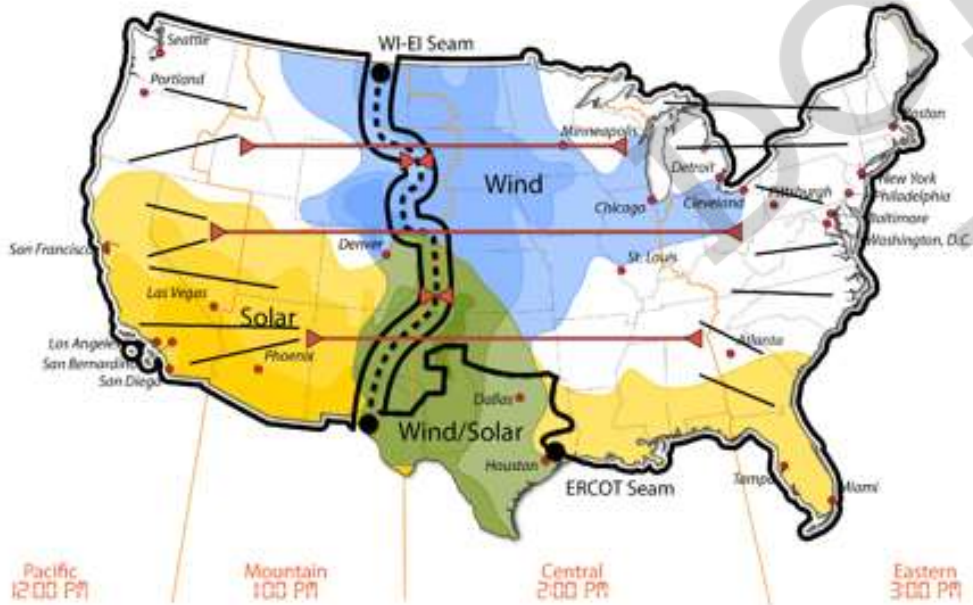 Seattle
WI-EI Seam
Portland
Boston
Minneapolis
Detroit
New York
Wind
Pittsburgh
Philadelphia
Chicago
Cleveland
Baltimore
San Francisco
Denver
Washington, D.C.
St. Louis
Las Vegas
Solar
Los Angeles
Atlanta
San Bernardino
Phoenix
San Diego
Dallas
Wind/Solar
Houston
ERCOT Seam
Tampa
Miami
Pacific
12:00 PM
Mountain
1:00 PM
Central
2:00 PM
Eastern
3:00 PM